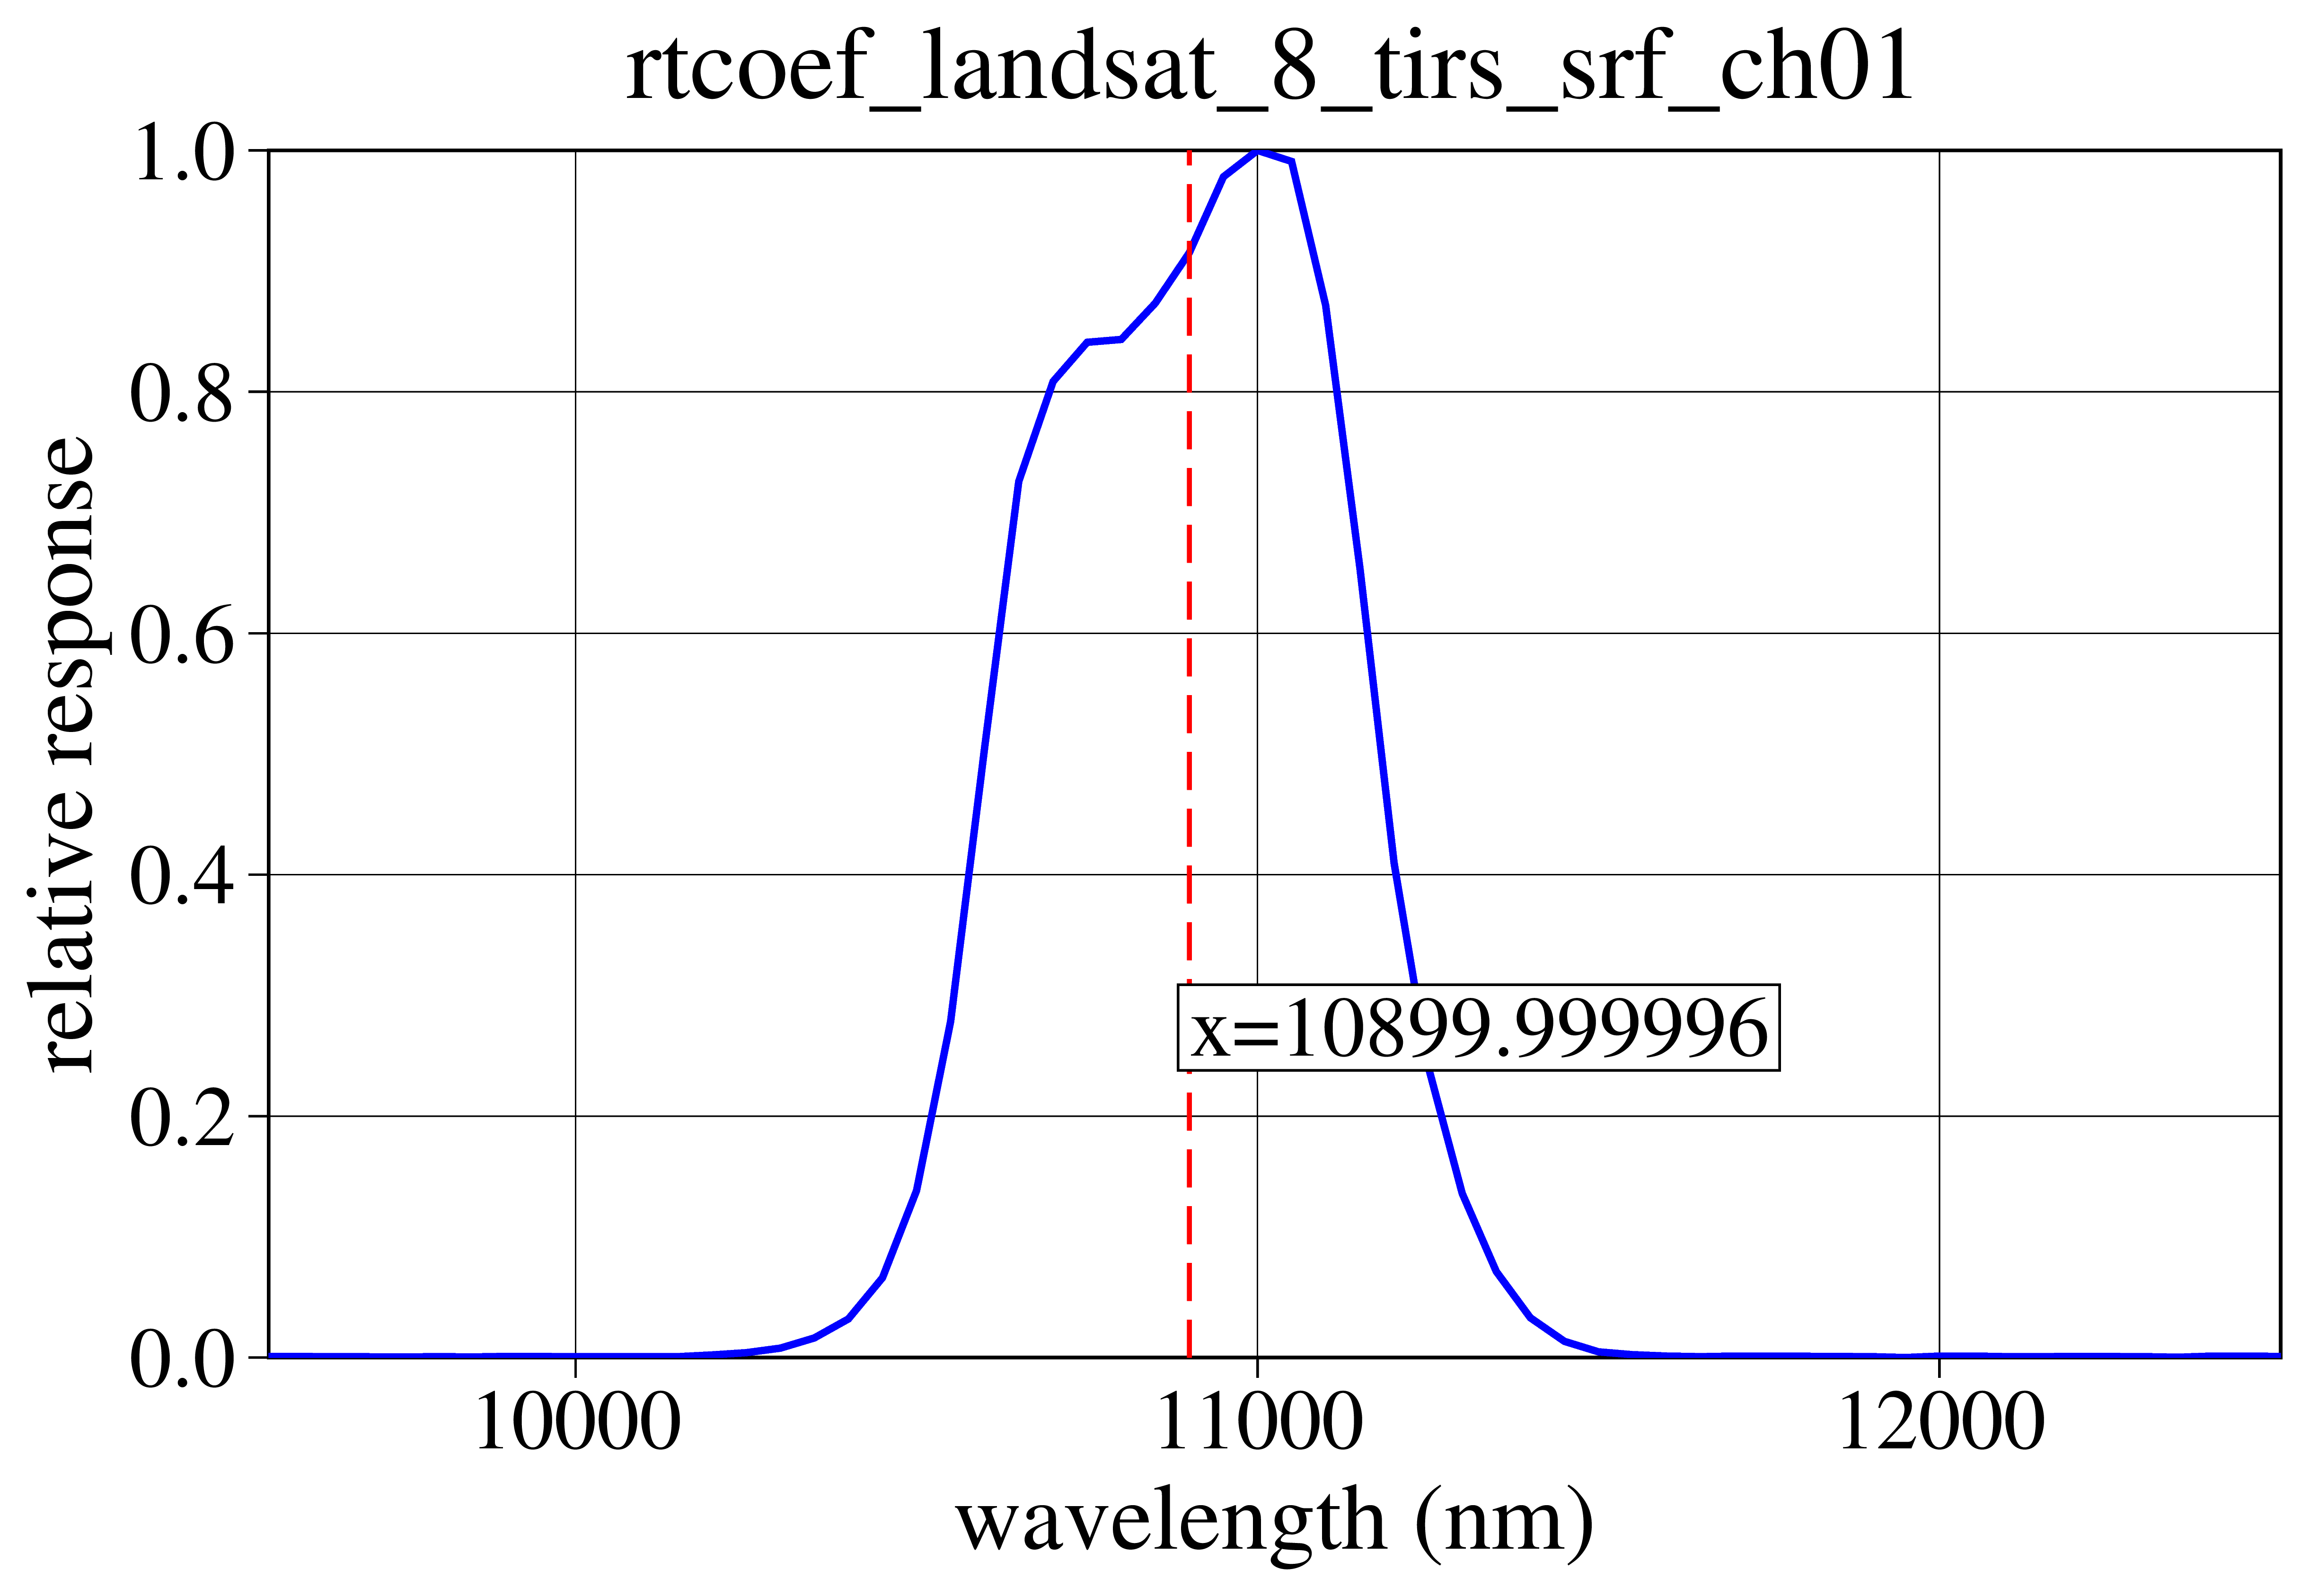 rtcoef_landsat_8_tirs_srf_ch01
1.0
0.8
0.6
0.4
0.2
0.0
relative response
x=10899.999996
10000 11000 12000
wavelength (nm)